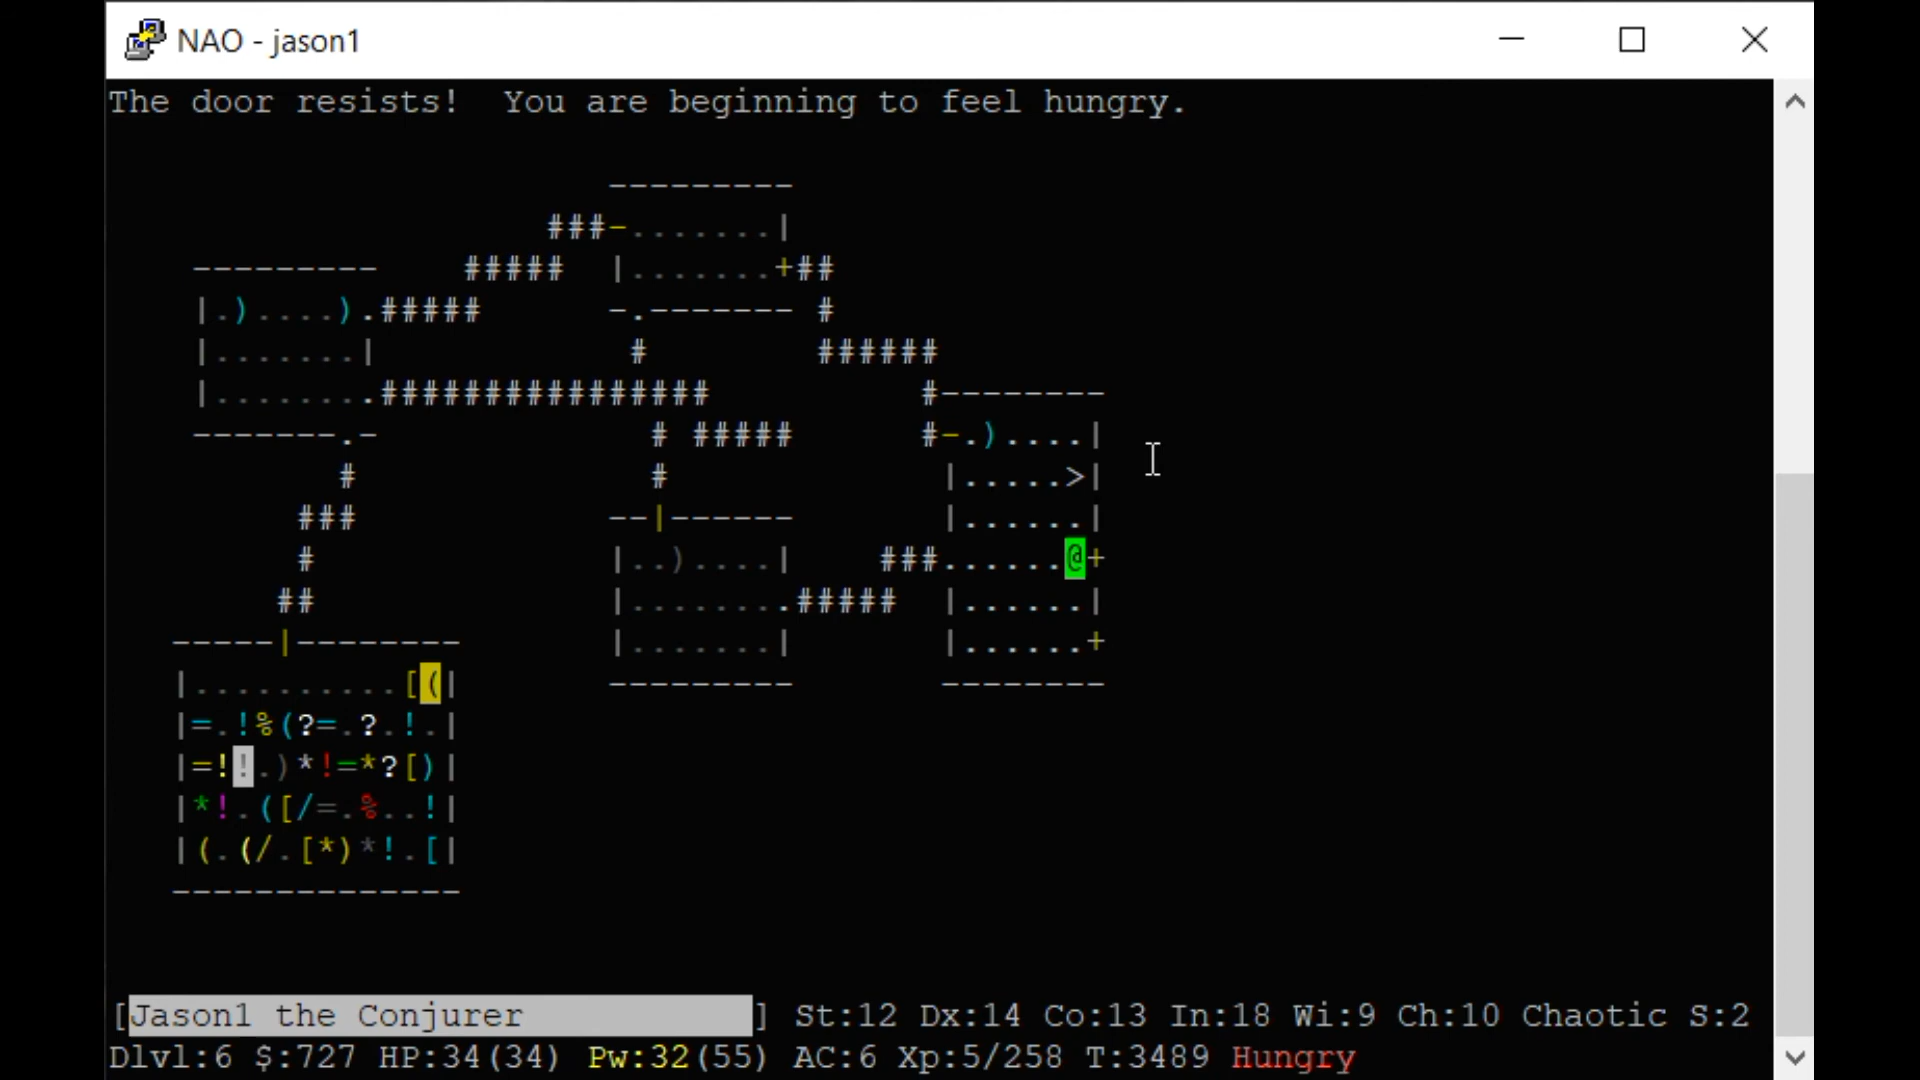 NAO - jason1
The door resists!  You are beginning to feel hungry.
---------
###-.......|
---------    #####  |.......+##
|.)....).#####      -.------- #
|.......|            #        ######
|........################          #--------
-------.-             # #####      #-.)....|
#              #            |.....>|
###            --|------       |......|
#              |..).....|    ###.......@+
##              |.........#####  |......|
-----|--------       |.......|       |......+
|..........[(|       ---------       --------
|=.!%(?=.?.!.|
|=!!.)*!=*?[)|
|*!.([/=.%..!|
|(.(/.[*)*!.[|
--------------
[Jason1 the Conjurer          ] St:12 Dx:14 Co:13 In:18 Wi:9 Ch:10 Chaotic S:2
Dlvl:6 $:727 HP:34(34) Pw:32(55) AC:6 Xp:5/258 T:3489 Hungry